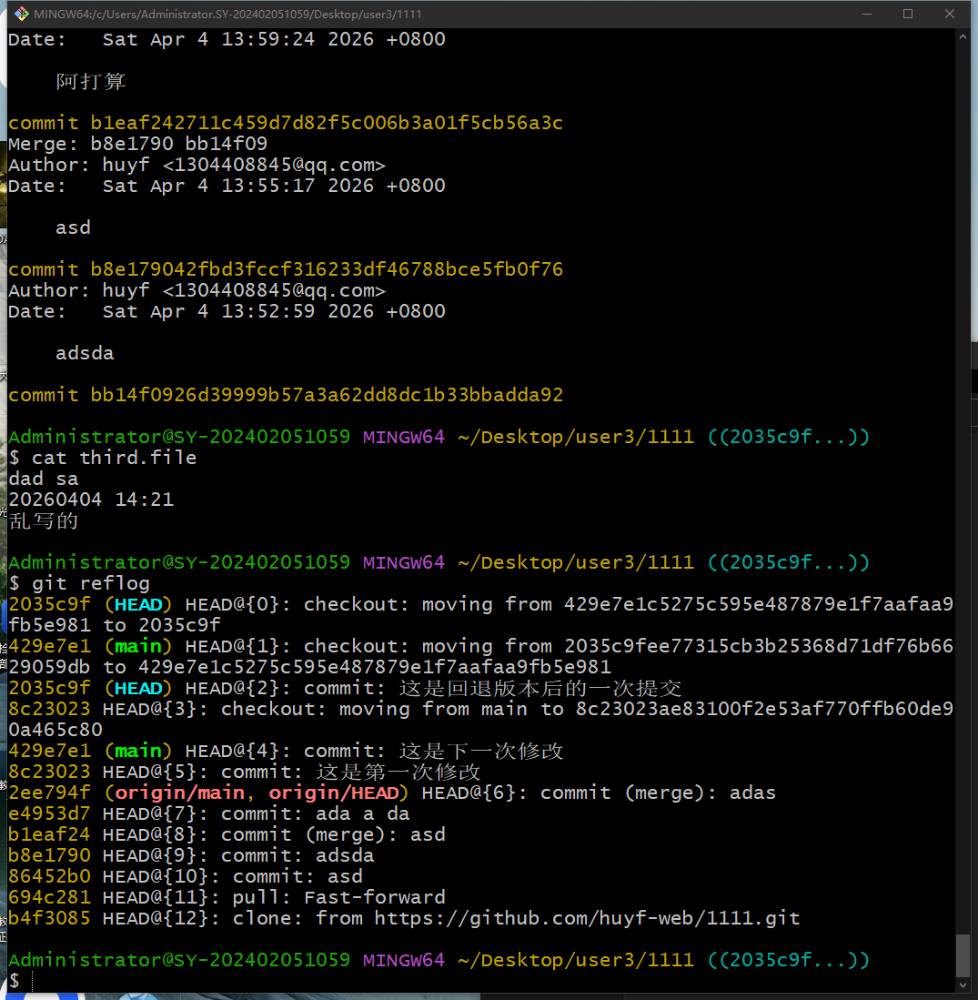 MINGW64:/c/Users/Administrator.SY-202402051059/Desktop/user3/1111
Date:   Sat Apr 4 13:59:24 2026 +0800
    阿打算
commit b1eaf242711c459d7d82f5c006b3a01f5cb56a3c
Merge: b8e1790 bb14f09
Author: huyf <1304408845@qq.com>
Date:   Sat Apr 4 13:55:17 2026 +0800
    asd
commit b8e179042fbd3fccf316233df46788bce5fb0f76
Author: huyf <1304408845@qq.com>
Date:   Sat Apr 4 13:52:59 2026 +0800
    adsda
commit bb14f0926d39999b57a3a62dd8dc1b33bbadda92
Administrator@SY-202402051059 MINGW64 ~/Desktop/user3/1111 ((2035c9f...))
$ cat third.file
dad sa
20260404 14:21
乱写的
Administrator@SY-202402051059 MINGW64 ~/Desktop/user3/1111 ((2035c9f...))
$ git reflog
2035c9f (HEAD) HEAD@{0}: checkout: moving from 429e7e1c5275c595e487879e1f7aafaa9
fb5e981 to 2035c9f
429e7e1 (main) HEAD@{1}: checkout: moving from 2035c9fee77315cb3b25368d71df76b66
29059db to 429e7e1c5275c595e487879e1f7aafaa9fb5e981
2035c9f (HEAD) HEAD@{2}: commit: 这是回退版本后的一次提交
8c23023 HEAD@{3}: checkout: moving from main to 8c23023ae83100f2e53af770ffb60de9
0a465c80
429e7e1 (main) HEAD@{4}: commit: 这是下一次修改
8c23023 HEAD@{5}: commit: 这是第一次修改
2ee794f (origin/main, origin/HEAD) HEAD@{6}: commit (merge): adas
e4953d7 HEAD@{7}: commit: ada a da
b1eaf24 HEAD@{8}: commit (merge): asd
b8e1790 HEAD@{9}: commit: adsda
86452b0 HEAD@{10}: commit: asd
694c281 HEAD@{11}: pull: Fast-forward
b4f3085 HEAD@{12}: clone: from https://github.com/huyf-web/1111.git
Administrator@SY-202402051059 MINGW64 ~/Desktop/user3/1111 ((2035c9f...))
$